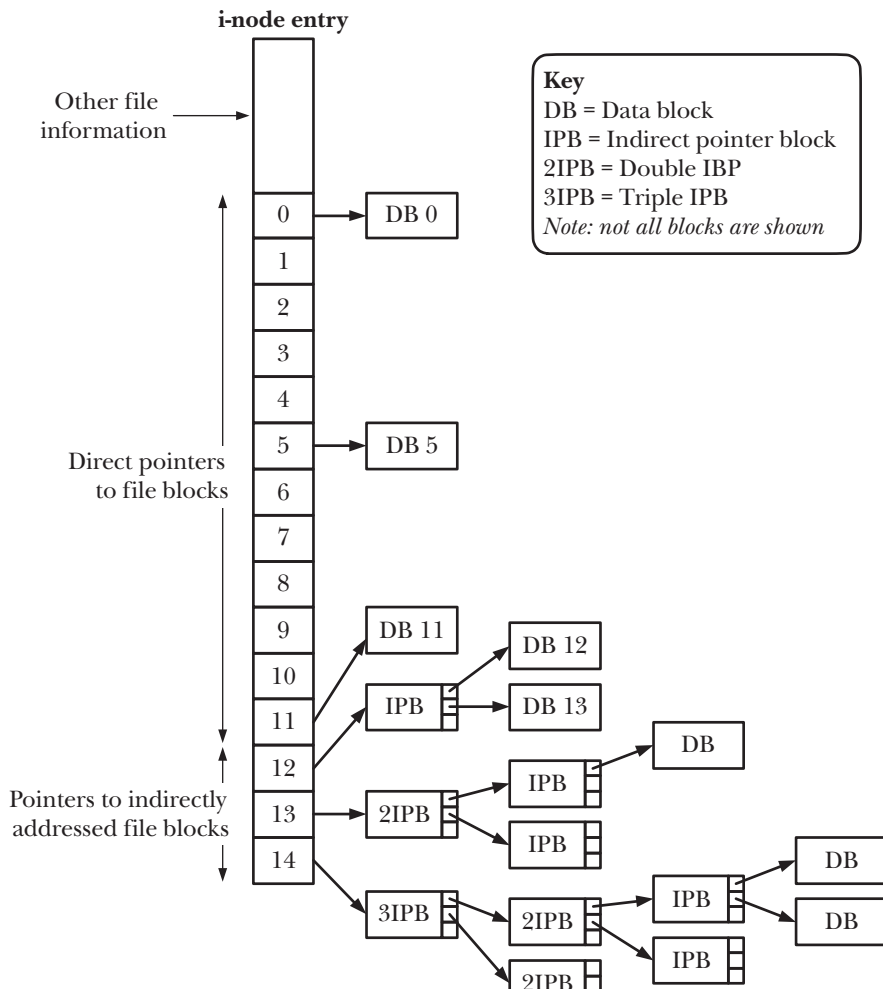 i-node entry
Other file
information
Key
DB = Data block
IPB = Indirect pointer block
2IPB = Double IBP
3IPB = Triple IPB
Note: not all blocks are shown
0
DB 0
1
2
3
4
5
DB 5
Direct pointers
to file blocks
6
7
8
9
DB 11
DB 12
10
11
IPB
DB 13
12
DB
Pointers to indirectly
addressed file blocks
13
2IPB
IPB
IPB
14
DB
3IPB
2IPB
IPB
DB
IPB
2IPB